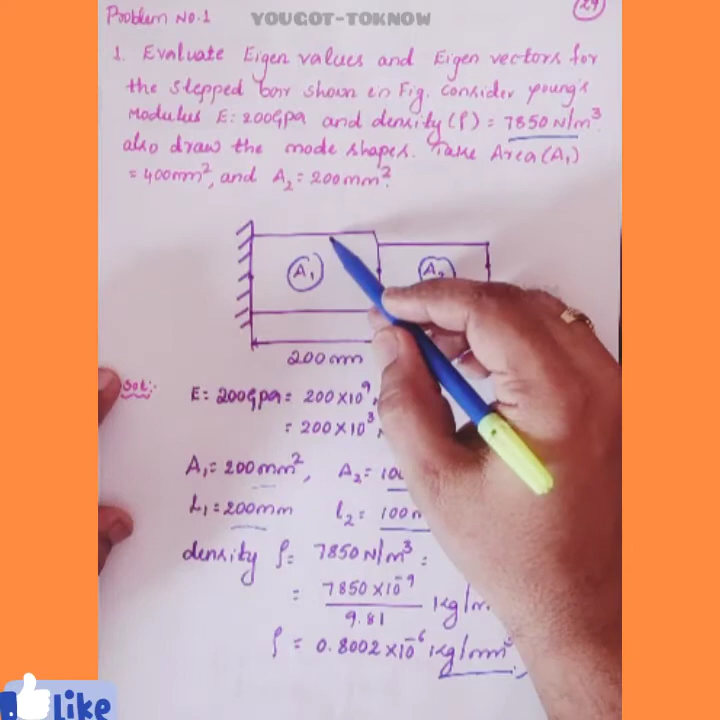 Problem No.1
YOUGOT-TOKNOW
29
1. Evaluate Eigen values and Eigen vectors for
the stepped bar shown in Fig. Consider young's
Modulus E: 200Gpa and density (ρ) = 7850 N/m³.
also draw the mode shapes. Take Area (A₁)
= 400mm², and A₂ = 200mm².
A₁
200mm
Sol:-
E: 200Gpa = 200×10⁹
= 200×10³
A₁ = 200mm², A₂ =
L₁ = 200mm l₂ = 100
density ρ = 7850 N/m³ =
= 7850×10⁻⁹
9.81
ρ = 0.8002×10⁻⁶ kg/mm³
Like